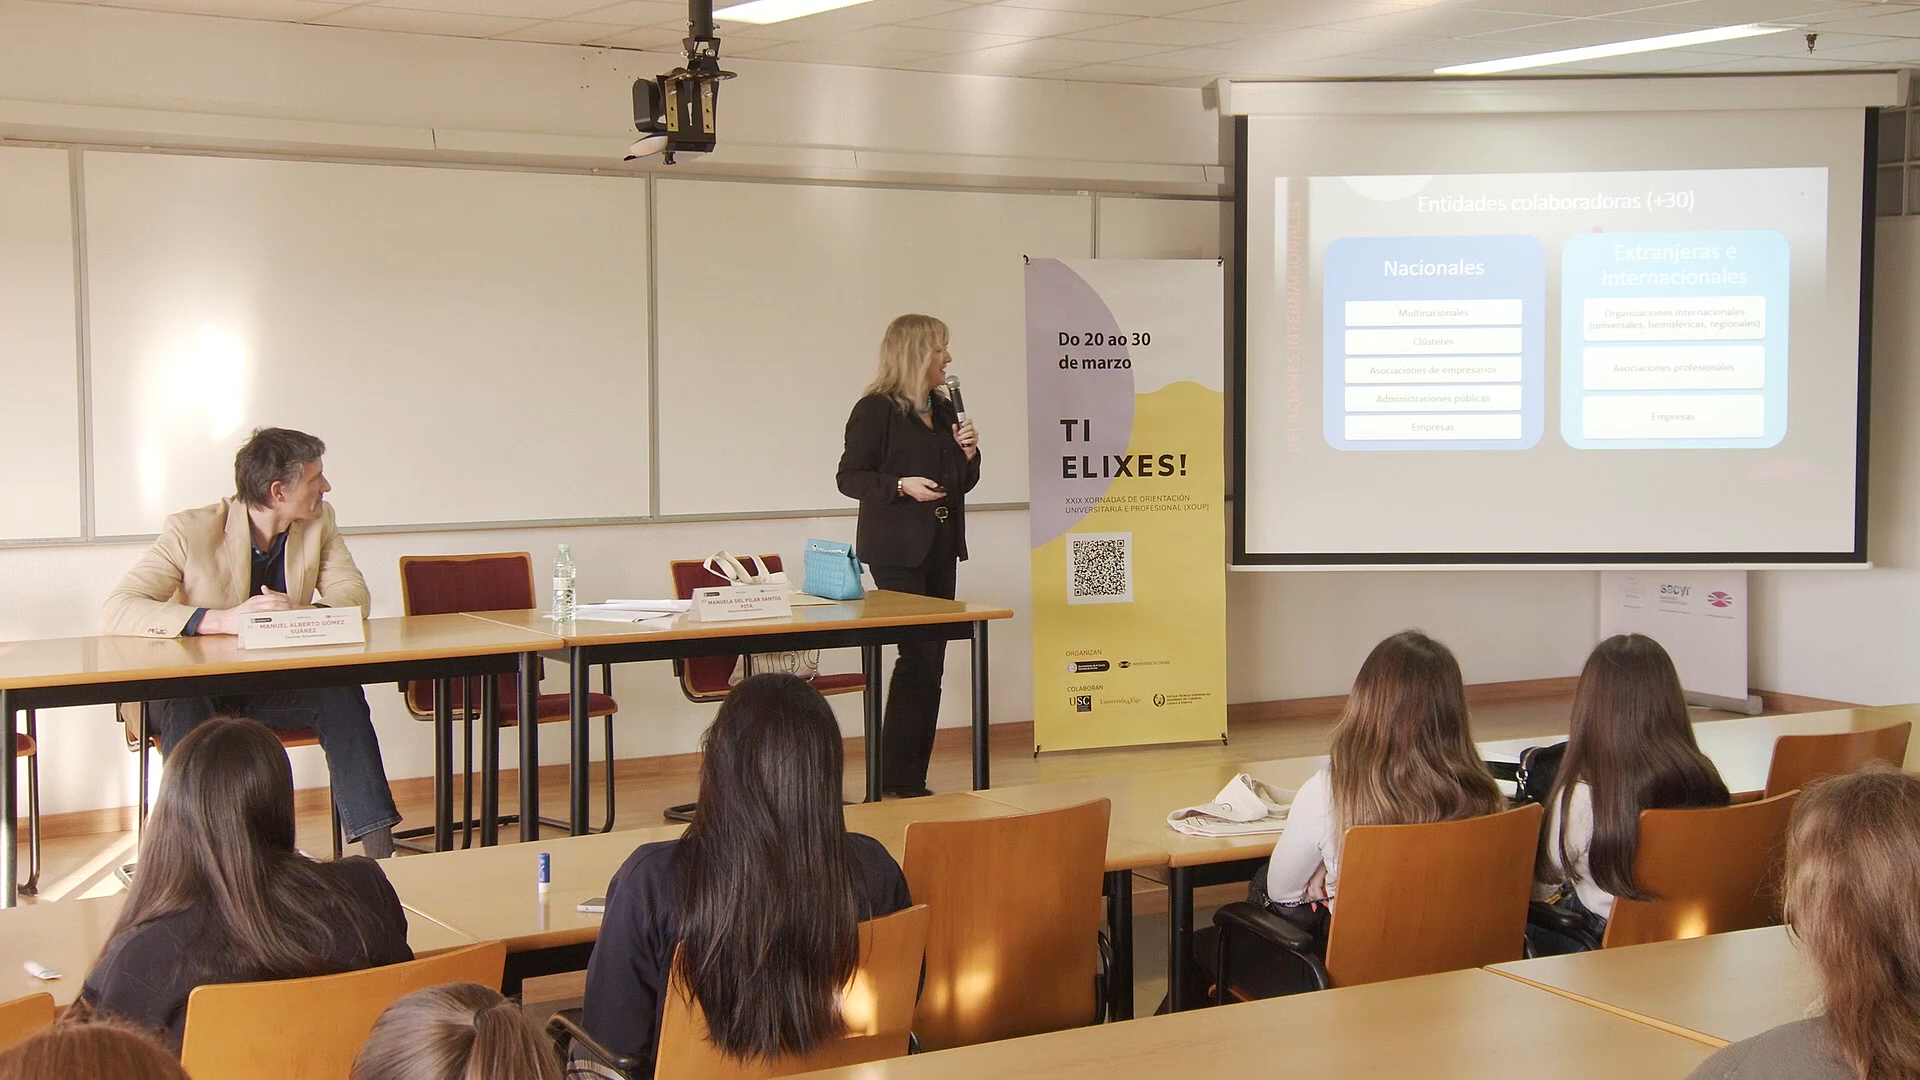 Do 20 ao 30
de marzo
TI
ELIXES!
XXIX XORNADAS DE ORIENTACIÓN
UNIVERSITARIA E PROFESIONAL (XOUP)
ORGANIZAN
COLABORAN
USC
UniversidadeVigo
Entidades colaboradoras (+30)
RELACIONES INTERNACIONALES
Nacionales
Multinacionales
Clústeres
Asociaciones de empresarios
Administraciones públicas
Empresas
Extranjeras e
internacionales
Organizaciones internacionales
(universales, hemisféricas, regionales)
Asociaciones profesionales
Empresas
MANUEL ALBERTO GÓMEZ
SUÁREZ
MANUELA DEL PILAR SANTOS
PITA
sacyr